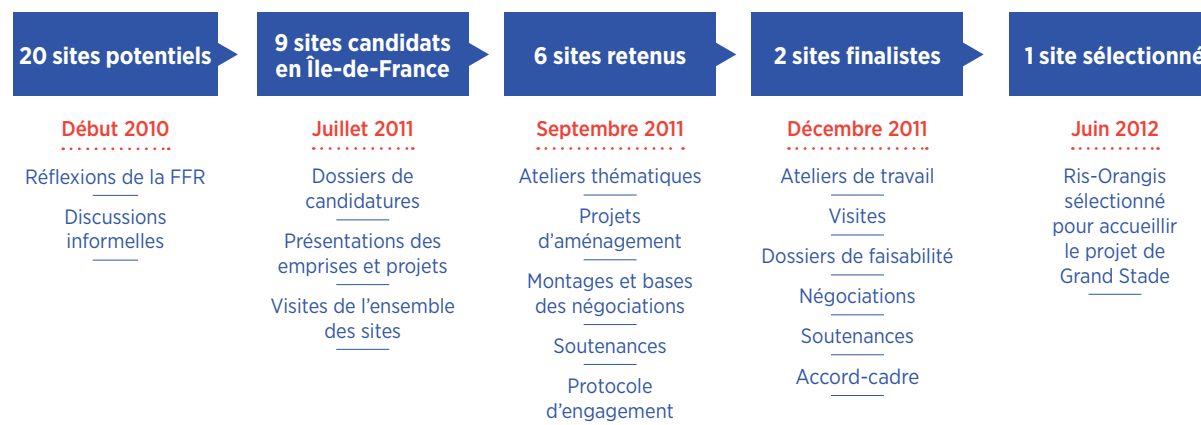 20 sites potentiels
Début 2010
Réflexions de la FFR
Discussions
informelles
9 sites candidats
en Île-de-France
Juillet 2011
Dossiers de
candidatures
Présentations des
emprises et projets
Visites de l’ensemble
des sites
6 sites retenus
Septembre 2011
Ateliers thématiques
Projets
d’aménagement
Montages et bases
des négociations
Soutenances
Protocole
d’engagement
2 sites finalistes
Décembre 2011
Ateliers de travail
Visites
Dossiers de faisabilité
Négociations
Soutenances
Accord-cadre
1 site sélectionné
Juin 2012
Ris-Orangis
sélectionné
pour accueillir
le projet de
Grand Stade